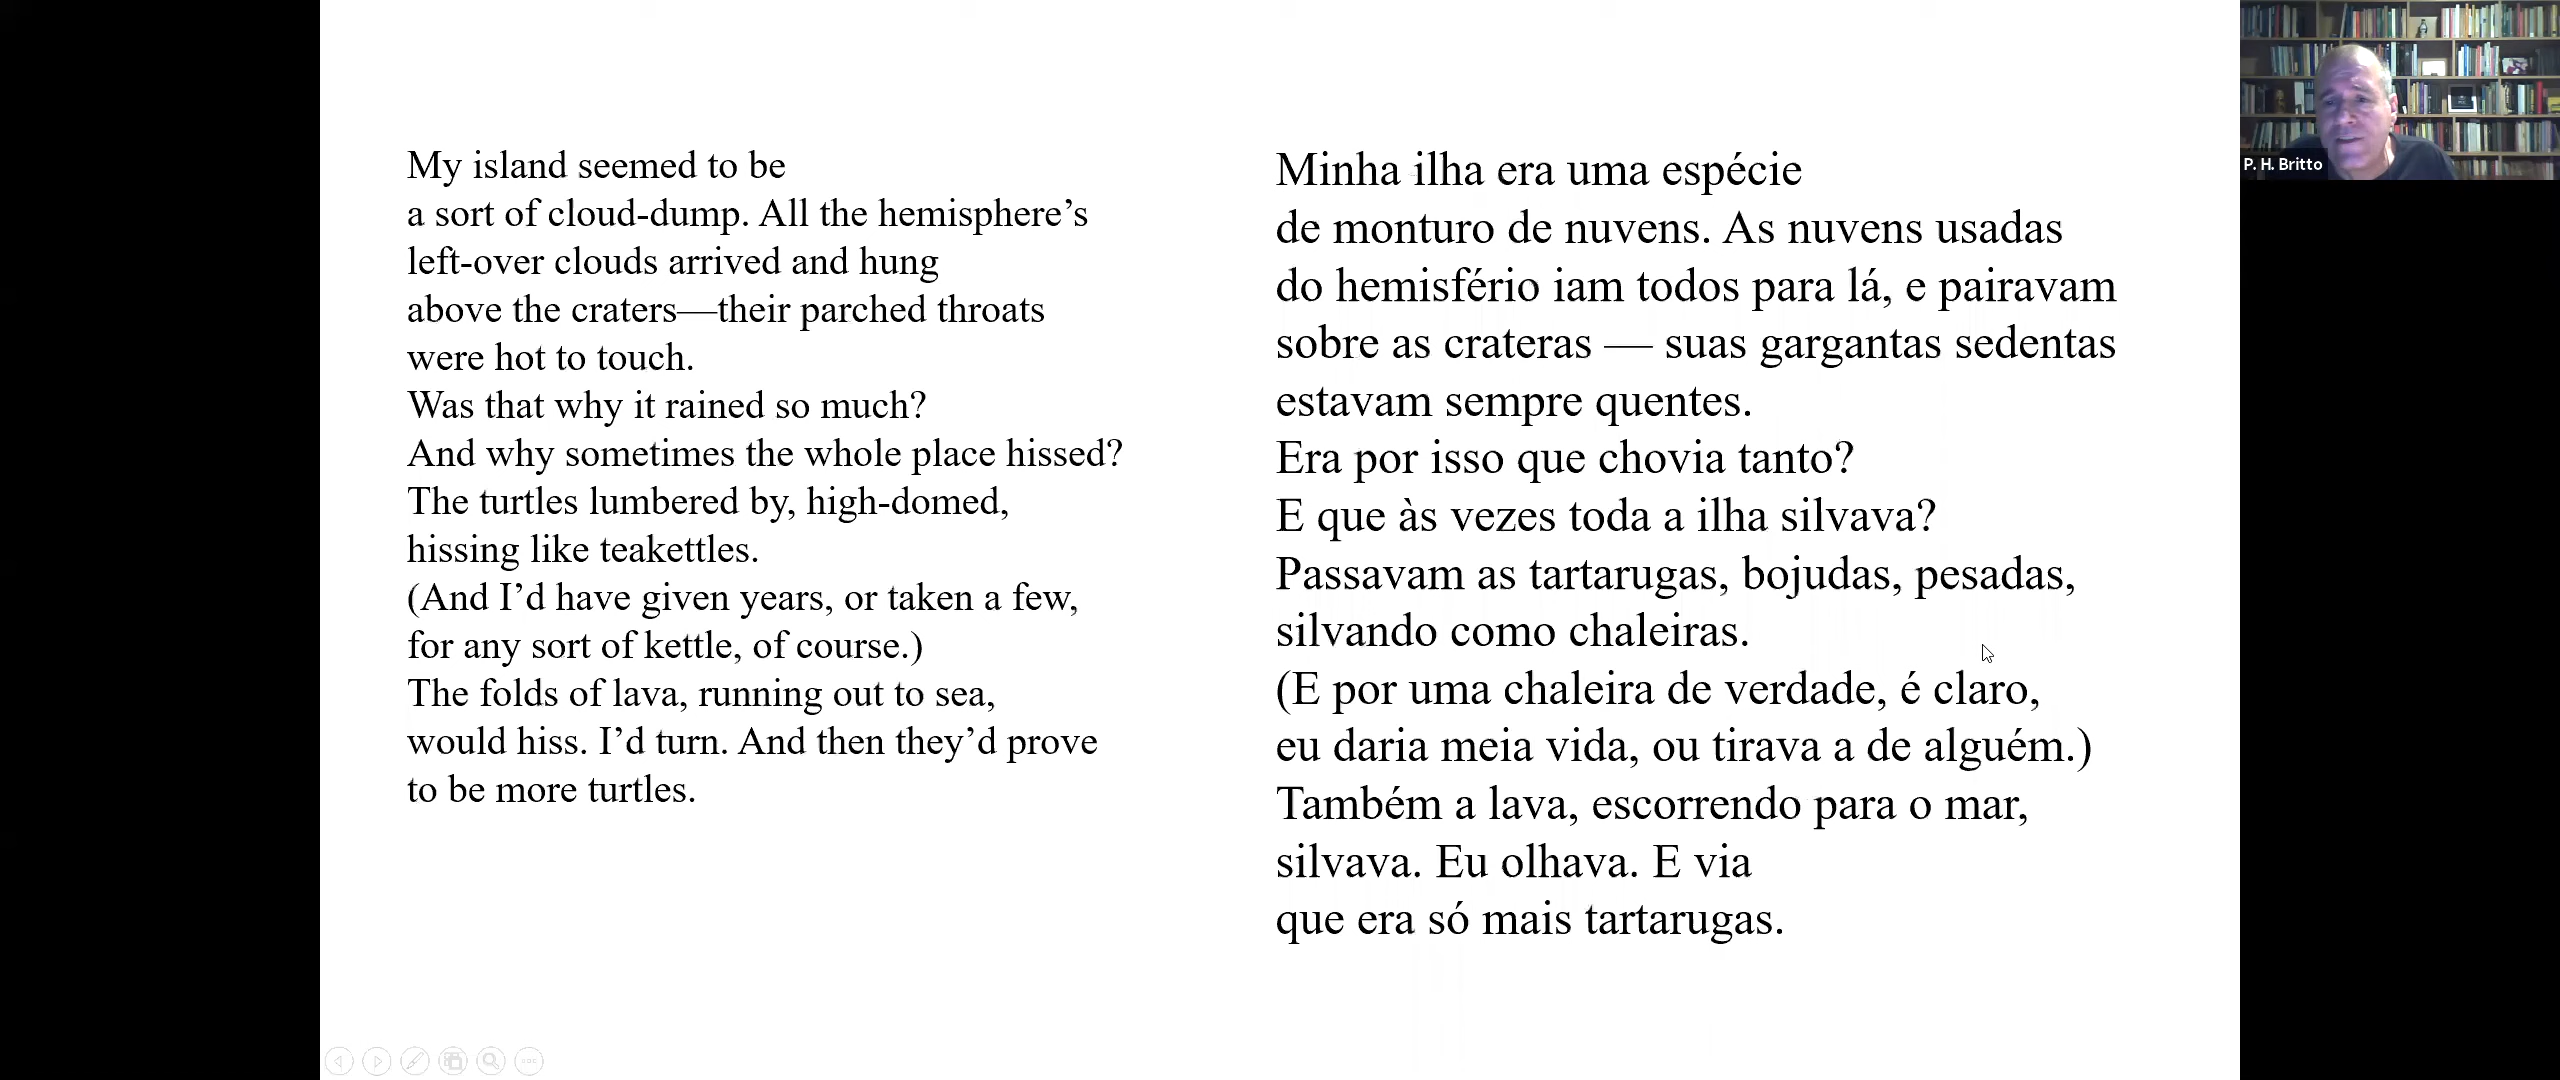 My island seemed to be
a sort of cloud-dump. All the hemisphere’s
left-over clouds arrived and hung
above the craters—their parched throats
were hot to touch.
Was that why it rained so much?
And why sometimes the whole place hissed?
The turtles lumbered by, high-domed,
hissing like teakettles.
(And I’d have given years, or taken a few,
for any sort of kettle, of course.)
The folds of lava, running out to sea,
would hiss. I’d turn. And then they’d prove
to be more turtles.
Minha ilha era uma espécie
de monturo de nuvens. As nuvens usadas
do hemisfério iam todos para lá, e pairavam
sobre as crateras — suas gargantas sedentas
estavam sempre quentes.
Era por isso que chovia tanto?
E que às vezes toda a ilha silvava?
Passavam as tartarugas, bojudas, pesadas,
silvando como chaleiras.
(E por uma chaleira de verdade, é claro,
eu daria meia vida, ou tirava a de alguém.)
Também a lava, escorrendo para o mar,
silvava. Eu olhava. E via
que era só mais tartarugas.
P. H. Britto